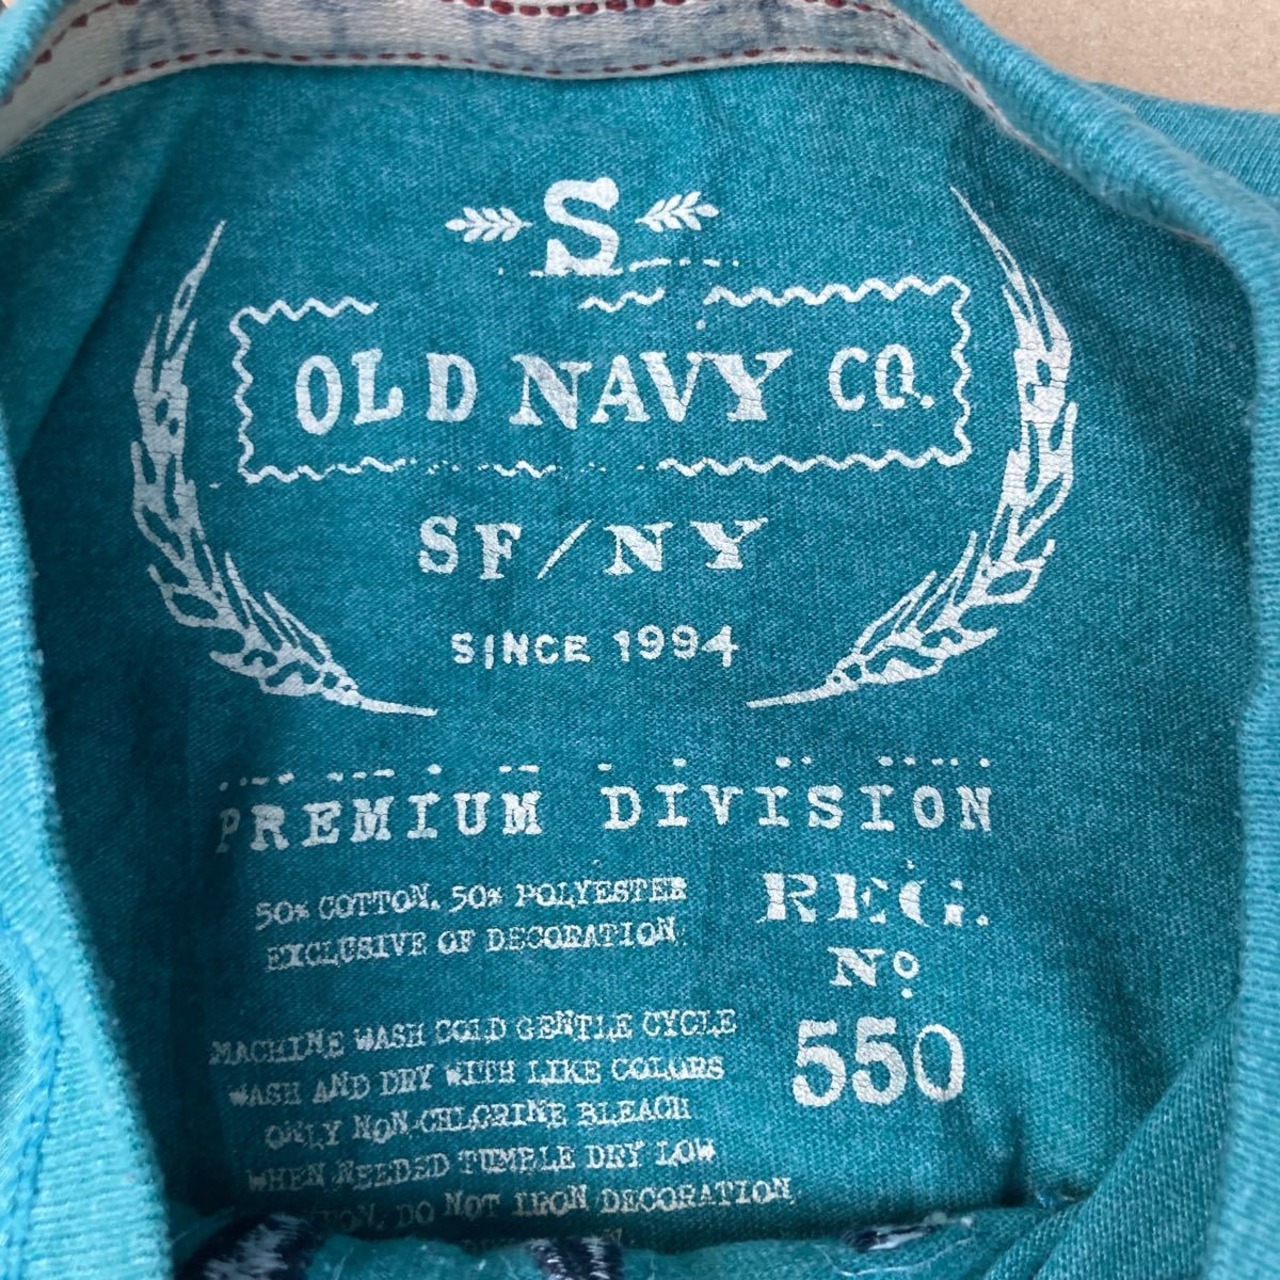 S
OLD NAVY CO.
SF/NY
SINCE 1994
PREMIUM DIVISION
50% COTTON. 50% POLYESTER
EXCLUSIVE OF DECORATION
REG.
Nº
550
MACHINE WASH COLD GENTLE CYCLE
WASH AND DRY WITH LIKE COLORS
ONLY NON-CHLORINE BLEACH
WHEN NEEDED TUMBLE DRY LOW
DO NOT IRON DECORATION